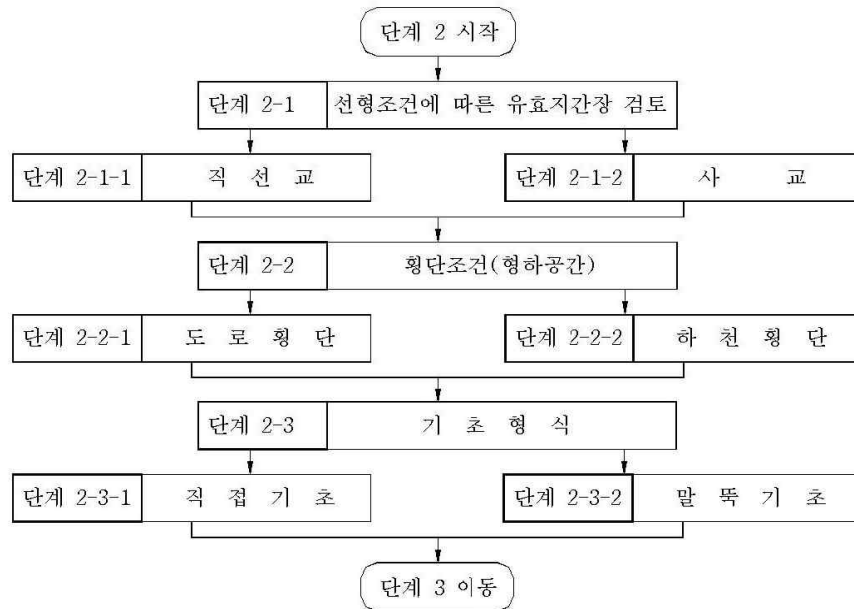 단계 2 시작
단계 2-1 선형조건에 따른 유효지간장 검토
단계 2-1-1 직 선 교 단계 2-1-2 사 교
단계 2-2 횡단조건(형하공간)
단계 2-2-1 도 로 횡 단 단계 2-2-2 하 천 횡 단
단계 2-3 기 초 형 식
단계 2-3-1 직 접 기 초 단계 2-3-2 말 뚝 기 초
단계 3 이동